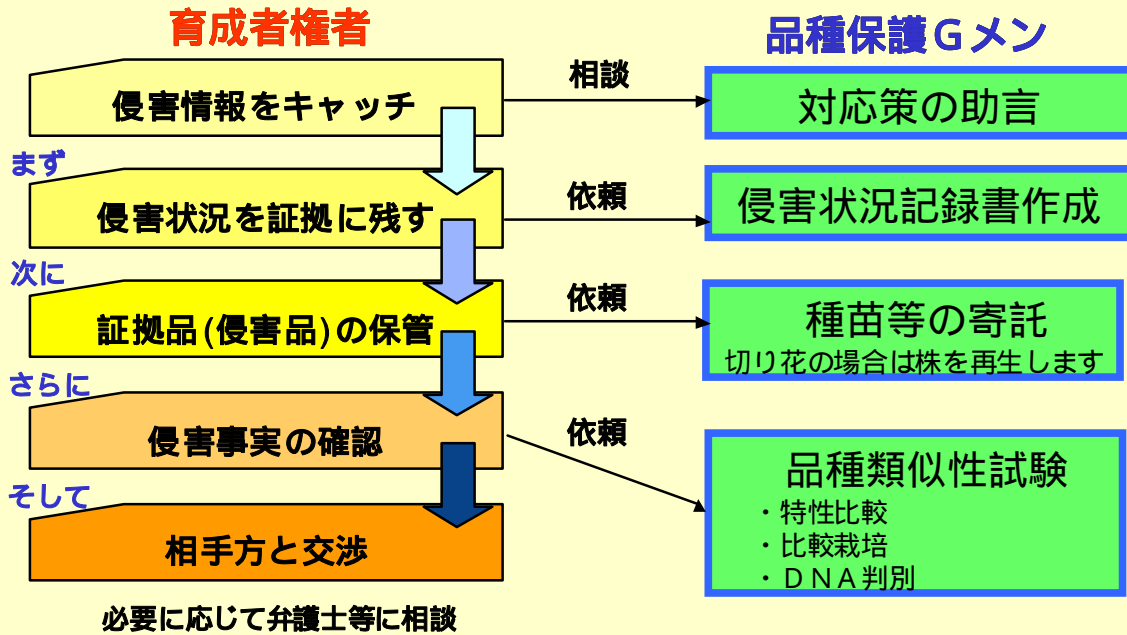 育成者権者
品種保護Gメン
侵害情報をキャッチ
相談
対応策の助言
まず
侵害状況を証拠に残す
依頼
侵害状況記録書作成
次に
証拠品(侵害品)の保管
依頼
種苗等の寄託
切り花の場合は株を再生します
さらに
侵害事実の確認
依頼
品種類似性試験
・特性比較
・比較栽培
・DNA判別
そして
相手方と交渉
必要に応じて弁護士等に相談